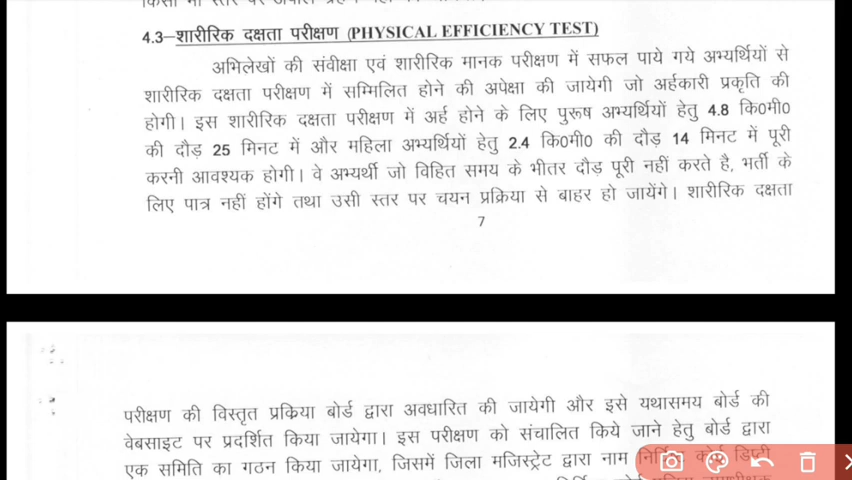 4.3–शारीरिक दक्षता परीक्षण (PHYSICAL EFFICIENCY TEST)
अभिलेखों की संवीक्षा एवं शारीरिक मानक परीक्षण में सफल पाये गये अभ्यर्थियों से
शारीरिक दक्षता परीक्षण में सम्मिलित होने की अपेक्षा की जायेगी जो अर्हकारी प्रकृति की
होगी। इस शारीरिक दक्षता परीक्षण में अर्ह होने के लिए पुरूष अभ्यर्थियों हेतु 4.8 कि0मी0
की दौड़ 25 मिनट में और महिला अभ्यर्थियों हेतु 2.4 कि0मी0 की दौड़ 14 मिनट में पूरी
करनी आवश्यक होगी। वे अभ्यर्थी जो विहित समय के भीतर दौड़ पूरी नहीं करते है, भर्ती के
लिए पात्र नहीं होंगे तथा उसी स्तर पर चयन प्रक्रिया से बाहर हो जायेंगे। शारीरिक दक्षता
7
परीक्षण की विस्तृत प्रक्रिया बोर्ड द्वारा अवधारित की जायेगी और इसे यथासमय बोर्ड की
वेबसाइट पर प्रदर्शित किया जायेगा। इस परीक्षण को संचालित किये जाने हेतु बोर्ड द्वारा
एक समिति का गठन किया जायेगा, जिसमें जिला मजिस्ट्रेट द्वारा नाम डिप्टी